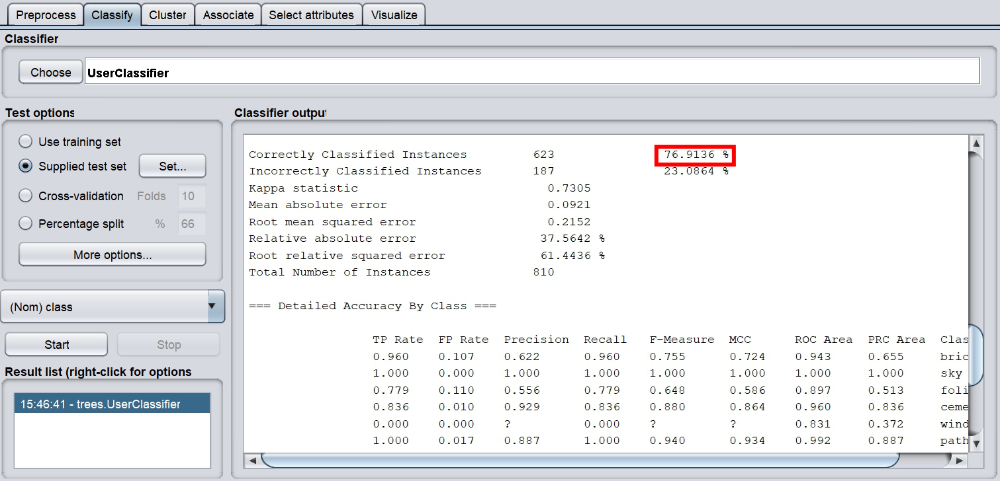 Preprocess Classify Cluster Associate Select attributes Visualize
Classifier
Choose UserClassifier
Test options
Use training set
Supplied test set Set...
Cross-validation Folds 10
Percentage split % 66
More options...
(Nom) class
Start Stop
Result list (right-click for options
15:46:41 - trees.UserClassifier
Classifier output
Correctly Classified Instances 623 76.9136 %
Incorrectly Classified Instances 187 23.0864 %
Kappa statistic 0.7305
Mean absolute error 0.0921
Root mean squared error 0.2152
Relative absolute error 37.5642 %
Root relative squared error 61.4436 %
Total Number of Instances 810
=== Detailed Accuracy By Class ===
TP Rate FP Rate Precision Recall F-Measure MCC ROC Area PRC Area Clas
0.960 0.107 0.622 0.960 0.755 0.724 0.943 0.655 bric
1.000 0.000 1.000 1.000 1.000 1.000 1.000 1.000 sky
0.779 0.110 0.556 0.779 0.648 0.586 0.897 0.513 foli
0.836 0.010 0.929 0.836 0.880 0.864 0.960 0.836 ceme
0.000 0.000 ? 0.000 ? ? 0.831 0.372 wind
1.000 0.017 0.887 1.000 0.940 0.934 0.992 0.887 path